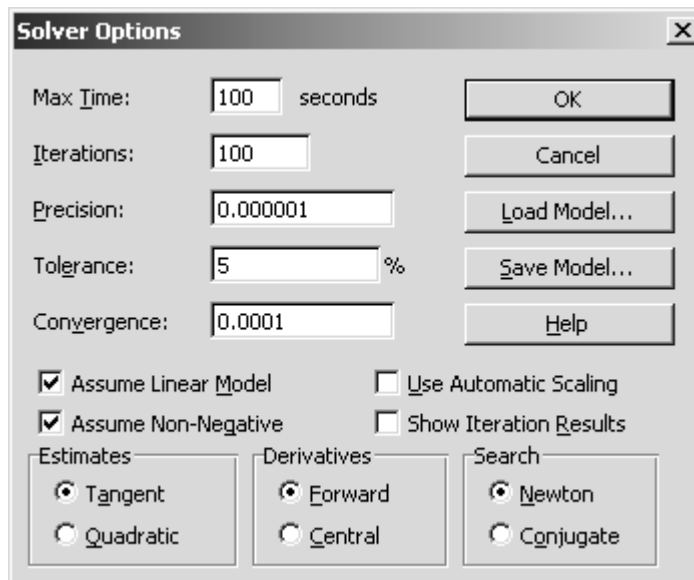 Solver Options
Max Time: 100 seconds
OK
Iterations: 100
Cancel
Precision: 0.000001
Load Model...
Tolerance: 5 %
Save Model...
Convergence: 0.0001
Help
Assume Linear Model
Use Automatic Scaling
Assume Non-Negative
Show Iteration Results
Estimates
Tangent
Quadratic
Derivatives
Forward
Central
Search
Newton
Conjugate